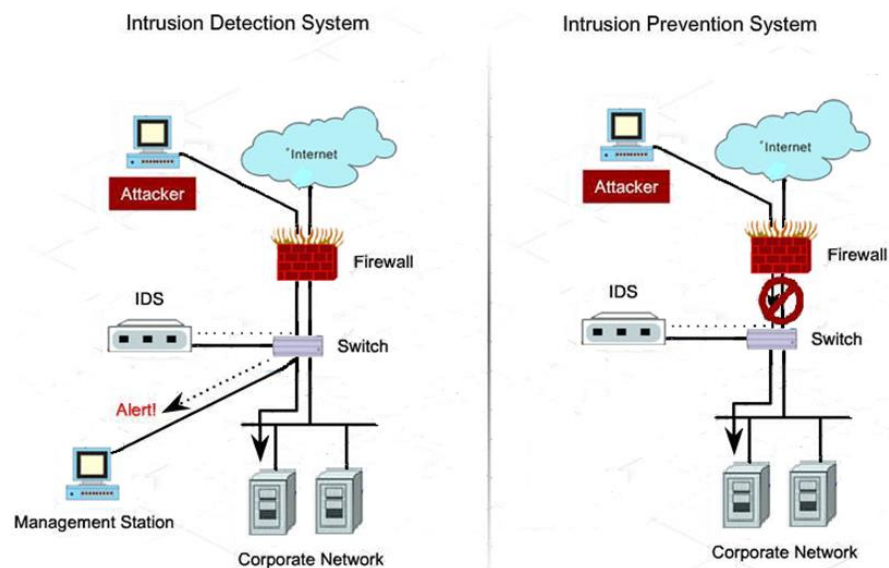 Intrusion Detection System
Internet
Attacker
Firewall
IDS
Switch
Alert!
Management Station
Corporate Network
Intrusion Prevention System
Internet
Attacker
Firewall
IDS
Switch
Corporate Network